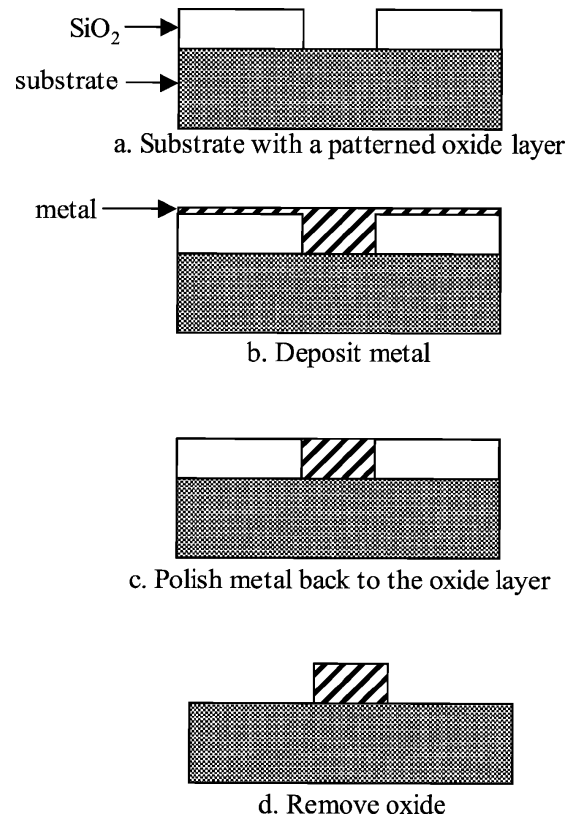 SiO₂
substrate
a. Substrate with a patterned oxide layer
metal
b. Deposit metal
c. Polish metal back to the oxide layer
d. Remove oxide